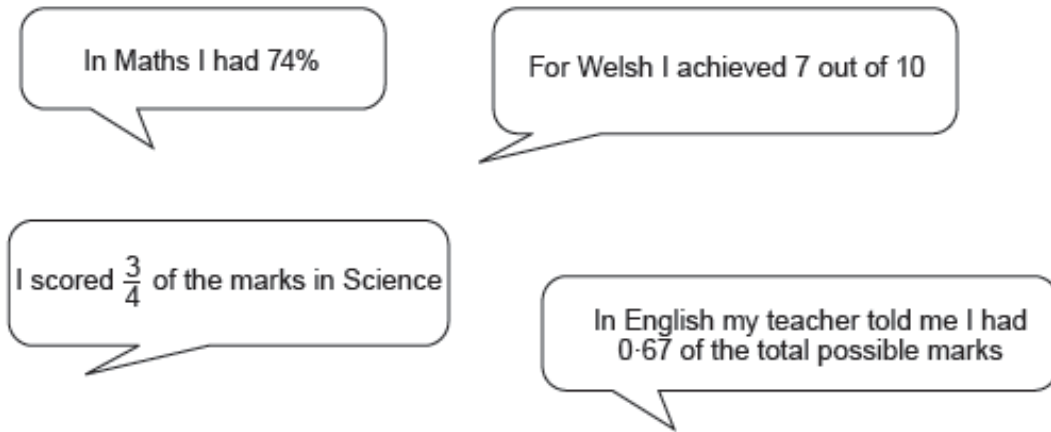 In Maths I had 74%
For Welsh I achieved 7 out of 10
I scored 3/4 of the marks in Science
In English my teacher told me I had
0·67 of the total possible marks